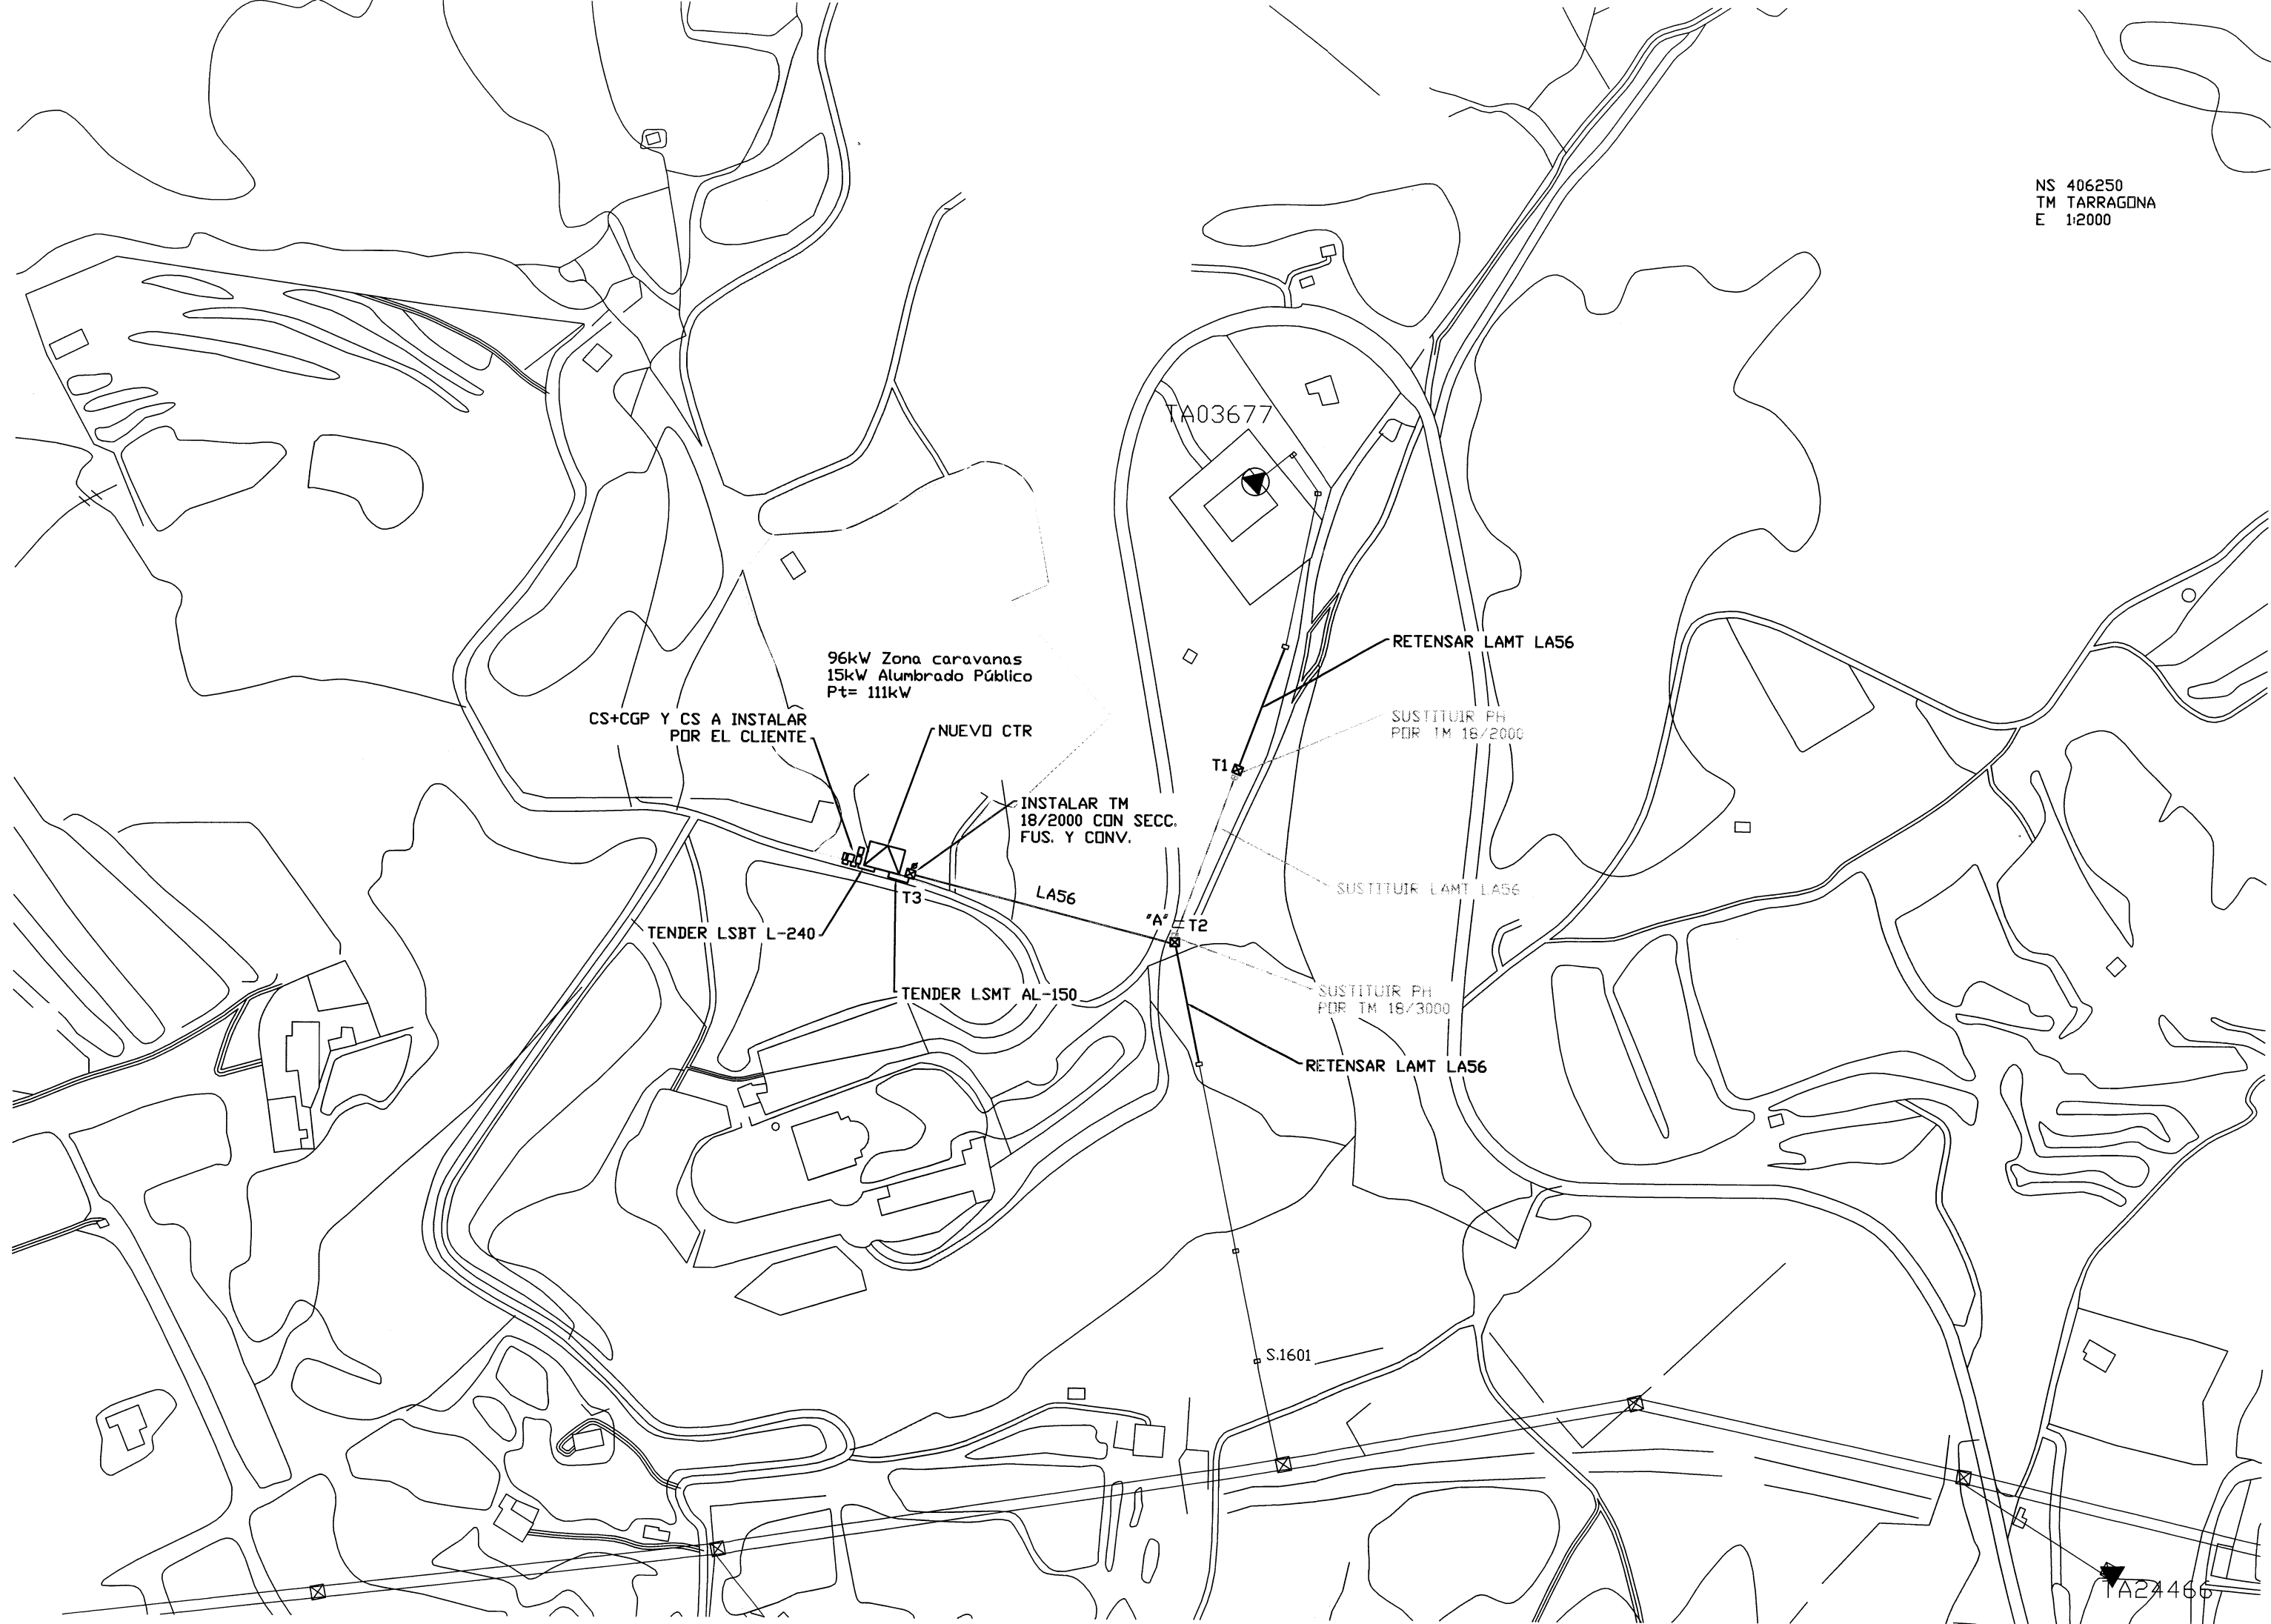 NS 406250
TM TARRAGONA
E 1:2000
TA03677
RETENSAR LAMT LA56
96kW Zona caravanas
15kW Alumbrado Público
Pt= 111kW
CS+CGP Y CS A INSTALAR
POR EL CLIENTE
NUEVO CTR
SUSTITUIR PH
POR TM 18/2000
T1
INSTALAR TM
18/2000 CON SECC.
FUS. Y CONV.
SUSTITUIR LAMT LA56
LA56
T3
"A"
T2
TENDER LSBT L-240
TENDER LSMT AL-150
SUSTITUIR PH
POR TM 18/3000
RETENSAR LAMT LA56
S.1601
TA24466